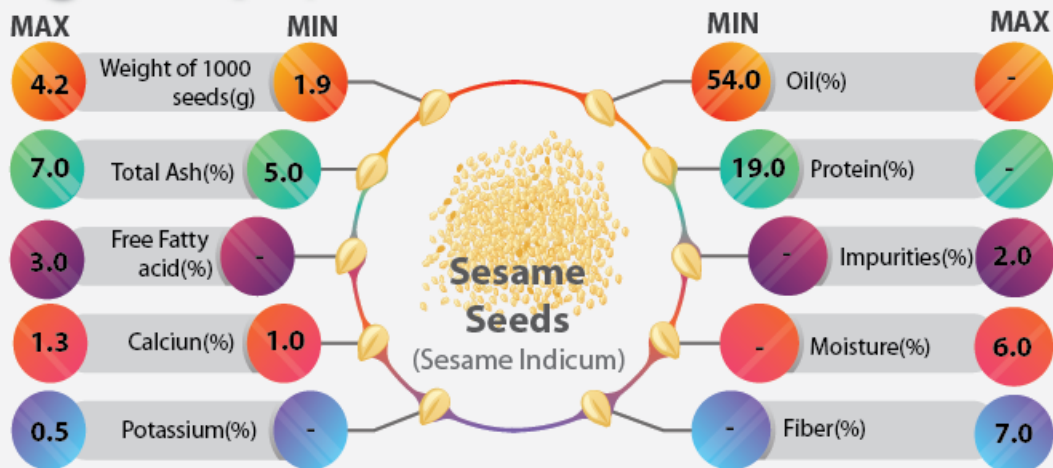 MAX
MIN
4.2
Weight of 1000
seeds(g)
1.9
7.0
Total Ash(%)
5.0
3.0
Free Fatty
acid(%)
-
1.3
Calciun(%)
1.0
0.5
Potassium(%)
-
Sesame
Seeds
(Sesame Indicum)
MIN
MAX
54.0
Oil(%)
-
19.0
Protein(%)
-
-
Impurities(%)
2.0
-
Moisture(%)
6.0
-
Fiber(%)
7.0